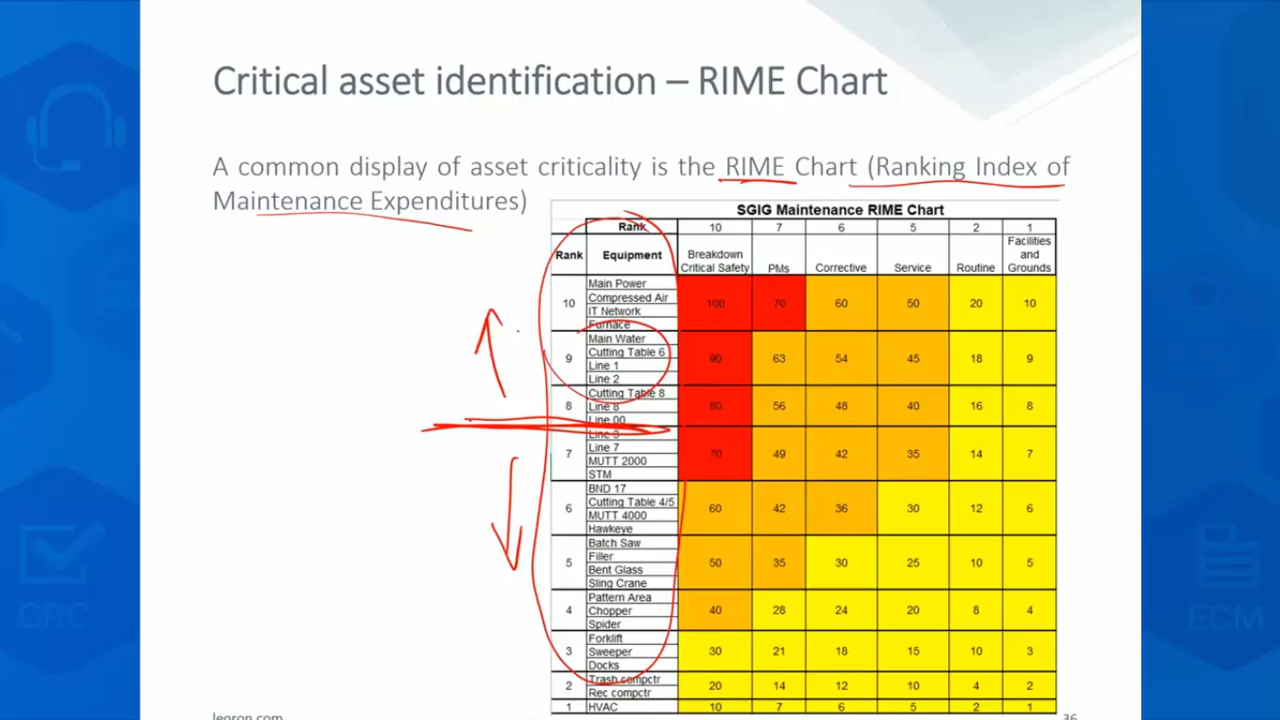 Critical asset identification – RIME Chart
A common display of asset criticality is the RIME Chart (Ranking Index of
Maintenance Expenditures)
SGIG Maintenance RIME Chart
Rank 10 7 6 5 2 1
Rank Equipment Breakdown Critical Safety PMs Corrective Service Routine Facilities and Grounds
10 Main Power 100 70 60 50 20 10
Compressed Air
IT Network
Furnace
9 Main Water 90 63 54 45 18 9
Cutting Table 6
Line 1
Line 2
8 Cutting Table 8 80 56 48 40 16 8
Line 8
Line 00
7 Line 3 70 49 42 35 14 7
Line 7
MUTT 2000
STM
6 BND 17 60 42 36 30 12 6
Cutting Table 4/5
MUTT 4000
Hawkeye
5 Batch Saw 50 35 30 25 10 5
Filler
Bent Glass
Sling Crane
4 Pattern Area 40 28 24 20 8 4
Chopper
Spider
3 Forklift 30 21 18 15 10 3
Sweeper
Docks
2 Trash compctr 20 14 12 10 4 2
Rec compctr
1 HVAC 10 7 6 5 2 1
leoron.com 36
GRC
ECM